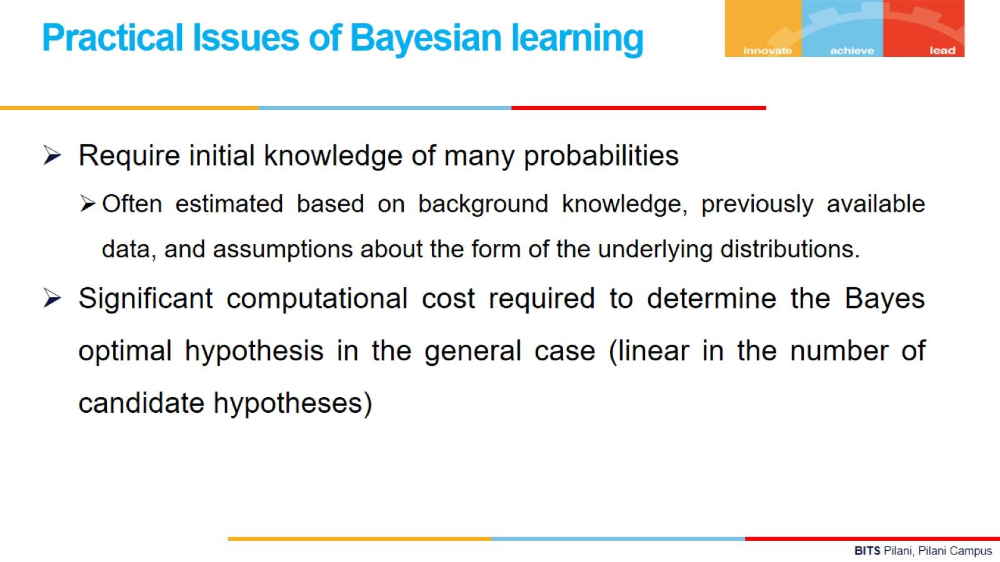 Practical Issues of Bayesian learning
innovate achieve lead
Require initial knowledge of many probabilities
Often estimated based on background knowledge, previously available
data, and assumptions about the form of the underlying distributions.
Significant computational cost required to determine the Bayes
optimal hypothesis in the general case (linear in the number of
candidate hypotheses)
BITS Pilani, Pilani Campus